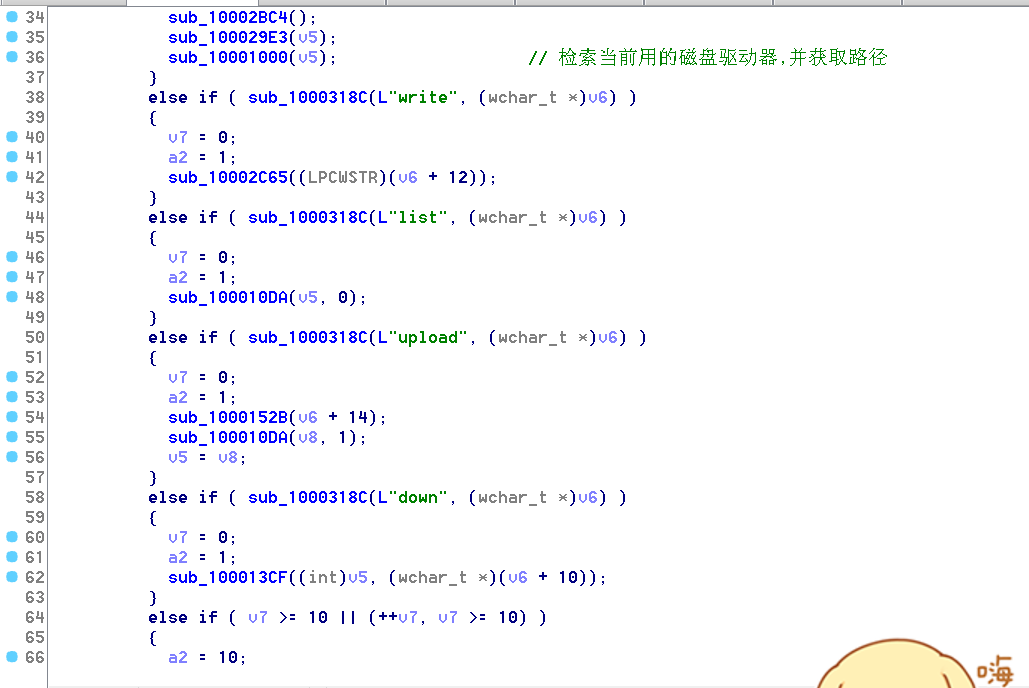 34 sub_10002BC4();
35 sub_100029E3(v5);
36 sub_10001000(v5); // 检索当前用的磁盘驱动器,并获取路径
37 }
38 else if ( sub_1000318C(L"write", (wchar_t *)v6) )
39 {
40 v7 = 0;
41 a2 = 1;
42 sub_10002C65((LPCWSTR)(v6 + 12));
43 }
44 else if ( sub_1000318C(L"list", (wchar_t *)v6) )
45 {
46 v7 = 0;
47 a2 = 1;
48 sub_100010DA(v5, 0);
49 }
50 else if ( sub_1000318C(L"upload", (wchar_t *)v6) )
51 {
52 v7 = 0;
53 a2 = 1;
54 sub_1000152B(v6 + 14);
55 sub_100010DA(v8, 1);
56 v5 = v8;
57 }
58 else if ( sub_1000318C(L"down", (wchar_t *)v6) )
59 {
60 v7 = 0;
61 a2 = 1;
62 sub_100013CF((int)v5, (wchar_t *)(v6 + 10));
63 }
64 else if ( v7 >= 10 || (++v7, v7 >= 10) )
65 {
66 a2 = 10;
嗨